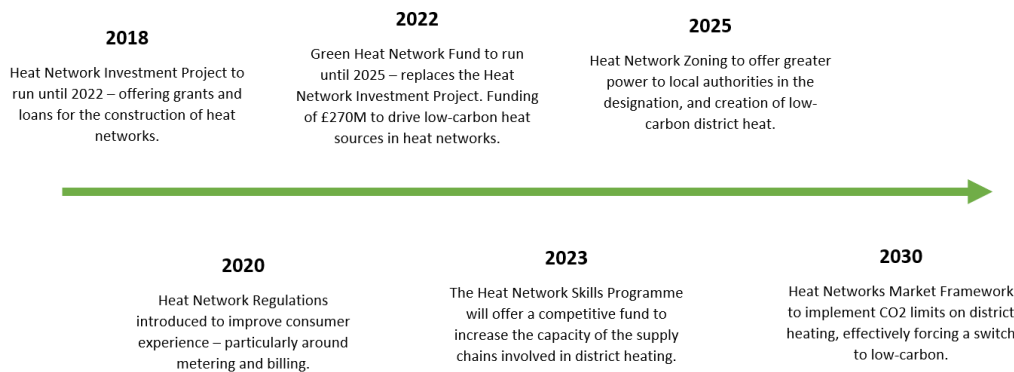 2018
Heat Network Investment Project to
run until 2022 – offering grants and
loans for the construction of heat
networks.
2022
Green Heat Network Fund to run
until 2025 – replaces the Heat
Network Investment Project. Funding
of £270M to drive low-carbon heat
sources in heat networks.
2025
Heat Network Zoning to offer greater
power to local authorities in the
designation, and creation of low-
carbon district heat.
2020
Heat Network Regulations
introduced to improve consumer
experience – particularly around
metering and billing.
2023
The Heat Network Skills Programme
will offer a competitive fund to
increase the capacity of the supply
chains involved in district heating.
2030
Heat Networks Market Framework
to implement CO2 limits on district
heating, effectively forcing a switch
to low-carbon.